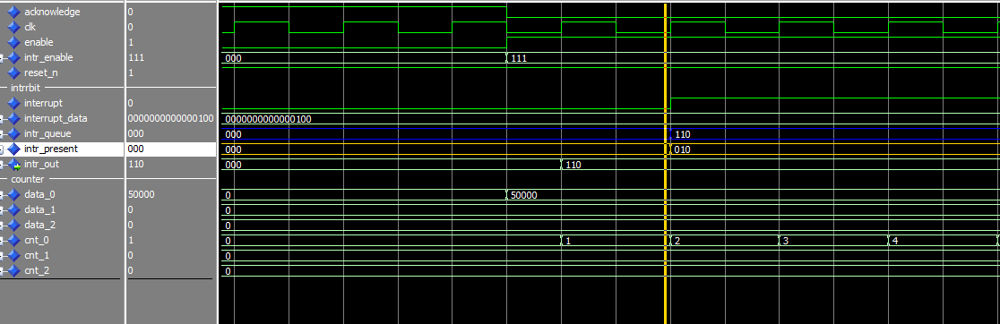 acknowledge 0
clk 0
enable 1
intr_enable 111 000 111
reset_n 1
intrrbit
interrupt 0
interrupt_data 0000000000000100 0000000000000100
intr_queue 000 000 110
intr_present 000 000 010
intr_out 110 000 110
counter
data_0 50000 0 50000
data_1 0 0
data_2 0 0
cnt_0 1 0 1 2 3 4
cnt_1 0 0
cnt_2 0 0